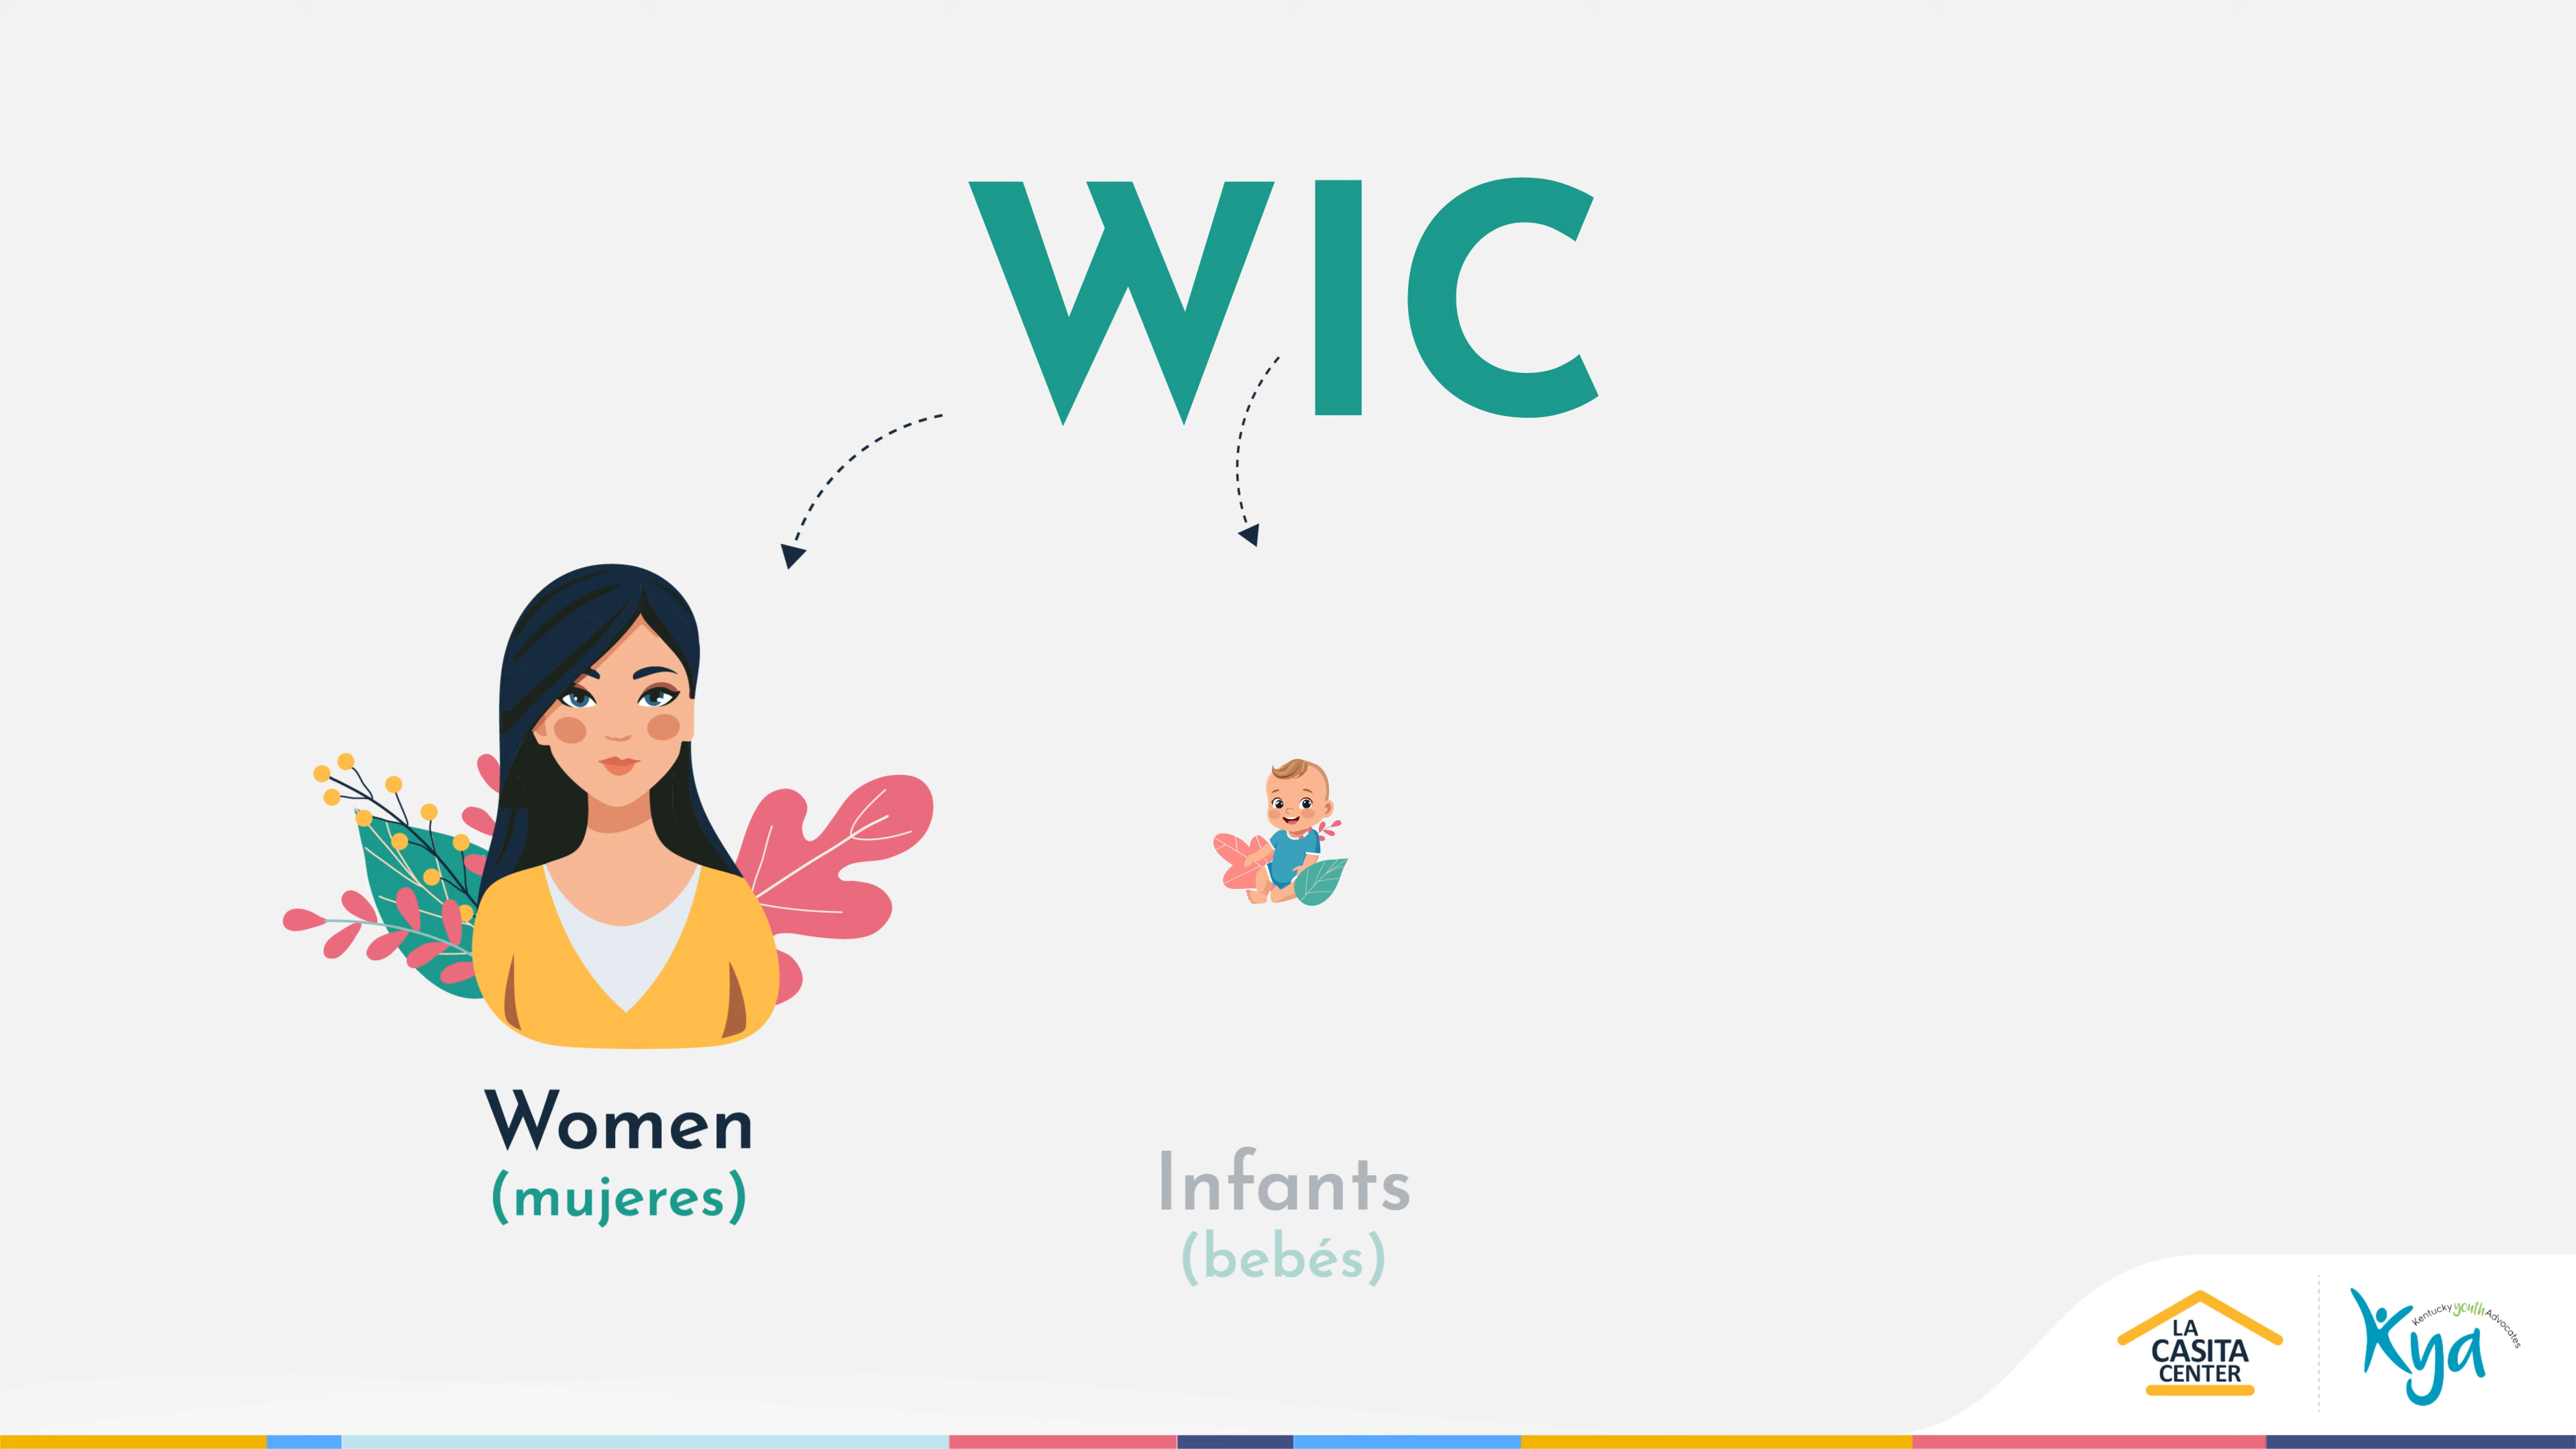 WIC
Women
(mujeres)
Infants
(bebés)
LA
CASITA
CENTER
Kentucky youth Advocates
Kya